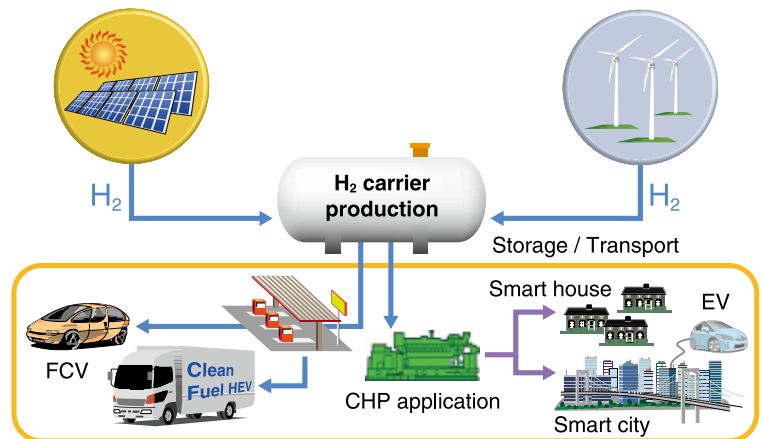 H₂
H₂
H₂ carrier
production
Storage / Transport
Smart house
EV
FCV
Clean
Fuel HEV
CHP application
Smart city